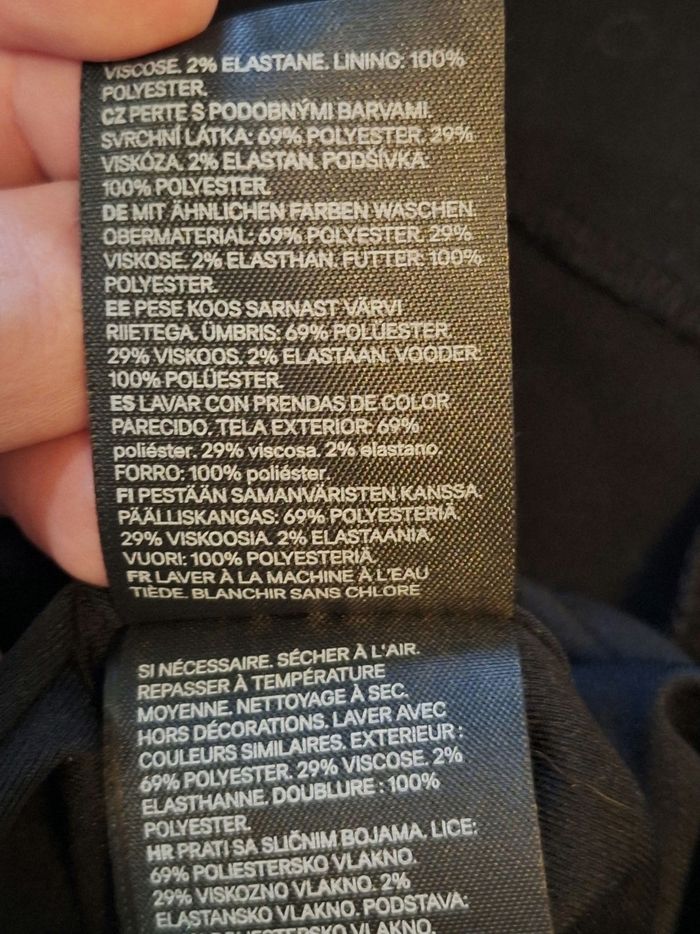 VISCOSE. 2% ELASTANE. LINING: 100%
POLYESTER.
CZ PERTE S PODOBNÝMI BARVAMI.
SVRCHNÍ LÁTKA: 69% POLYESTER. 29%
VISKÓZA. 2% ELASTAN. PODŠÍVKA:
100% POLYESTER.
DE MIT ÄHNLICHEN FARBEN WASCHEN.
OBERMATERIAL: 69% POLYESTER. 29%
VISKOSE. 2% ELASTHAN. FUTTER: 100%
POLYESTER.
EE PESE KOOS SARNAST VÄRVI
RIIETEGA. ÜMBRIS: 69% POLÜESTER.
29% VISKOOS. 2% ELASTAAN. VOODER:
100% POLÜESTER.
ES LAVAR CON PRENDAS DE COLOR
PARECIDO. TELA EXTERIOR: 69%
poliéster. 29% viscosa. 2% elastano.
FORRO: 100% poliéster.
FI PESTÄÄN SAMANVÄRISTEN KANSSA.
PÄÄLLISKANGAS: 69% POLYESTERIÄ.
29% VISKOOSIA. 2% ELASTAANIA.
VUORI: 100% POLYESTERIÄ.
FR LAVER À LA MACHINE À L'EAU
TIÈDE. BLANCHIR SANS CHLORE
SI NÉCESSAIRE. SÉCHER À L'AIR.
REPASSER À TEMPÉRATURE
MOYENNE. NETTOYAGE À SEC.
HORS DÉCORATIONS. LAVER AVEC
COULEURS SIMILAIRES. EXTERIEUR :
69% POLYESTER. 29% VISCOSE. 2%
ELASTHANNE. DOUBLURE : 100%
POLYESTER.
HR PRATI SA SLIČNIM BOJAMA. LICE:
69% POLIESTERSKO VLAKNO.
29% VISKOZNO VLAKNO. 2%
ELASTANSKO VLAKNO. PODSTAVA:
POLIESTERSKO VLAKNO.